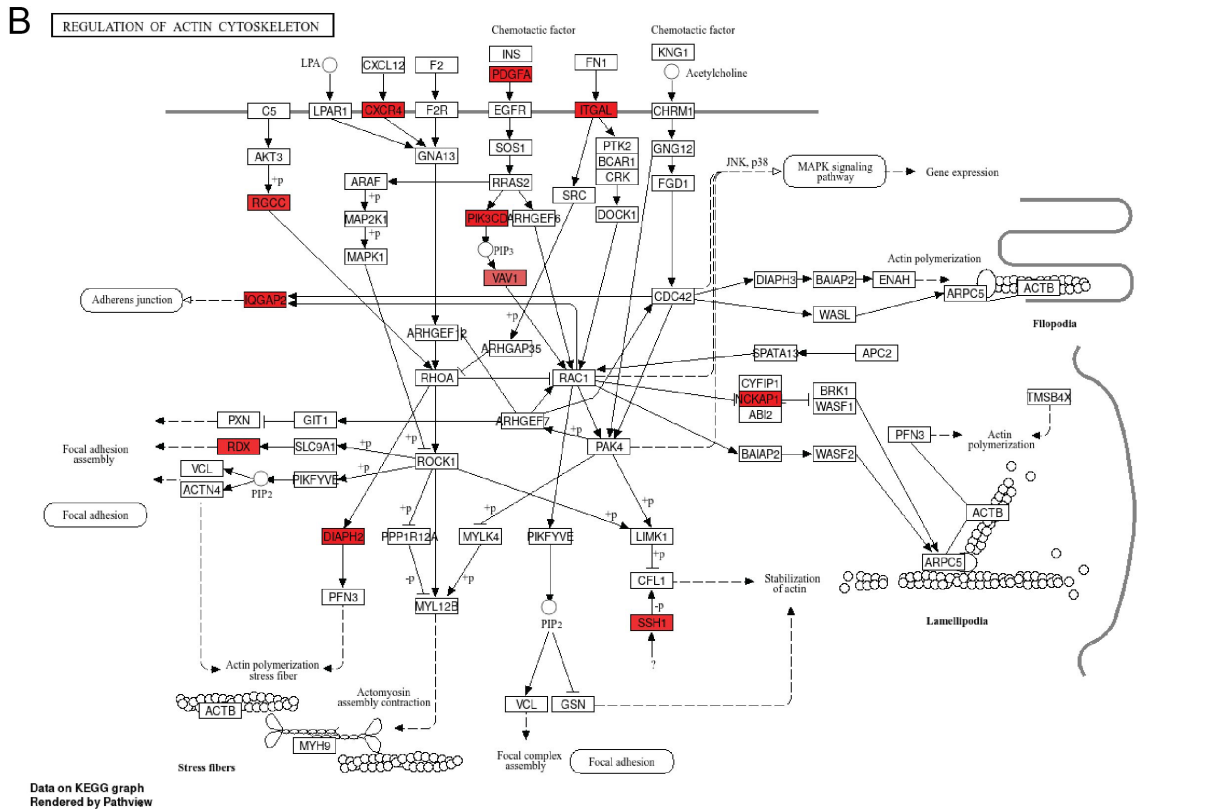 B
REGULATION OF ACTIN CYTOSKELETON
Chemotactic factor
Chemotactic factor
LPA
CXCL12
F2
INS
PDGFA
FN1
KNG1
Acetylcholine
C5
LPAR1
CXCR4
F2R
EGFR
ITGAL
CHRM1
AKT3
GNA13
SOS1
PTK2
BCAR1
CRK
GNG12
JNK, p38
MAPK signaling
pathway
Gene expression
+p
ARAF
RRAS2
SRC
FGD1
RGCC
+p
MAP2K1
PIK3CD
ARHGEF6
DOCK1
+p
MAPK1
PIP3
VAV1
Actin polymerization
DIAPH3
BAIAP2
ENAH
ACTB
ARPC5
Adherens junction
IQGAP2
CDC42
WASL
Filopodia
+p
ARHGEF12
ARHGAP35
SPATA13
APC2
RHOA
RAC1
CYFIP1
NCKAP1
ABI2
BRK1
WASF1
TMSB4X
PXN
GIT1
ARHGEF7
+p
PFN3
Actin
polymerization
Focal adhesion
assembly
RDX
SLC9A1
+p
+p
PAK4
BAIAP2
WASF2
VCL
ACTN4
PIP2
PIKFYVE
+p
ROCK1
Focal adhesion
+p
+p
+p
+p
ACTB
DIAPH2
PPP1R12A
MYLK4
PIKFYVE
LIMK1
+p
ARPC5
-p
+p
CFL1
Stabilization
of actin
PFN3
MYL12B
-p
PIP2
SSH1
Lamellipodia
?
Actin polymerization
stress fiber
Actomyosin
assembly contraction
ACTB
VCL
GSN
MYH9
Stress fibers
Focal complex
assembly
Focal adhesion
Data on KEGG graph
Rendered by Pathview